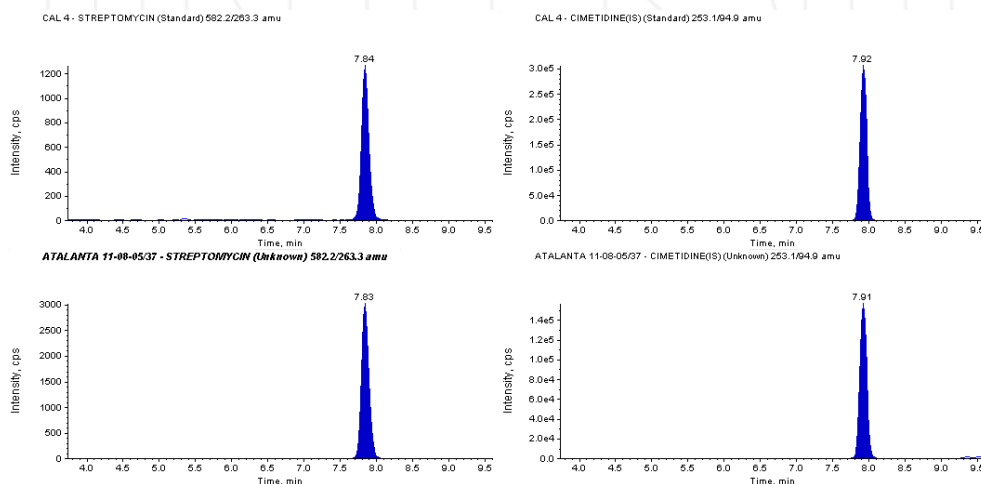 CAL 4 - STREPTOMYCIN (Standard) 582.2/263.3 amu
7.84
Intensity, cps
1200
1000
800
600
400
200
0
4.0 4.5 5.0 5.5 6.0 6.5 7.0 7.5 8.0 8.5 9.0 9.5
Time, min
CAL 4 - CIMETIDINE(IS) (Standard) 253.1/94.9 amu
7.92
Intensity, cps
3.0e5
2.5e5
2.0e5
1.5e5
1.0e5
5.0e4
0.0
4.0 4.5 5.0 5.5 6.0 6.5 7.0 7.5 8.0 8.5 9.0 9.5
Time, min
ATALANTA 11-08-05/37 - STREPTOMYCIN (Unknown) 582.2/263.3 amu
7.83
Intensity, cps
3000
2500
2000
1500
1000
500
0
4.0 4.5 5.0 5.5 6.0 6.5 7.0 7.5 8.0 8.5 9.0 9.5
Time, min
ATALANTA 11-08-05/37 - CIMETIDINE(IS) (Unknown) 253.1/94.9 amu
7.91
Intensity, cps
1.4e5
1.2e5
1.0e5
8.0e4
6.0e4
4.0e4
2.0e4
0.0
4.0 4.5 5.0 5.5 6.0 6.5 7.0 7.5 8.0 8.5 9.0 9.5
Time, min